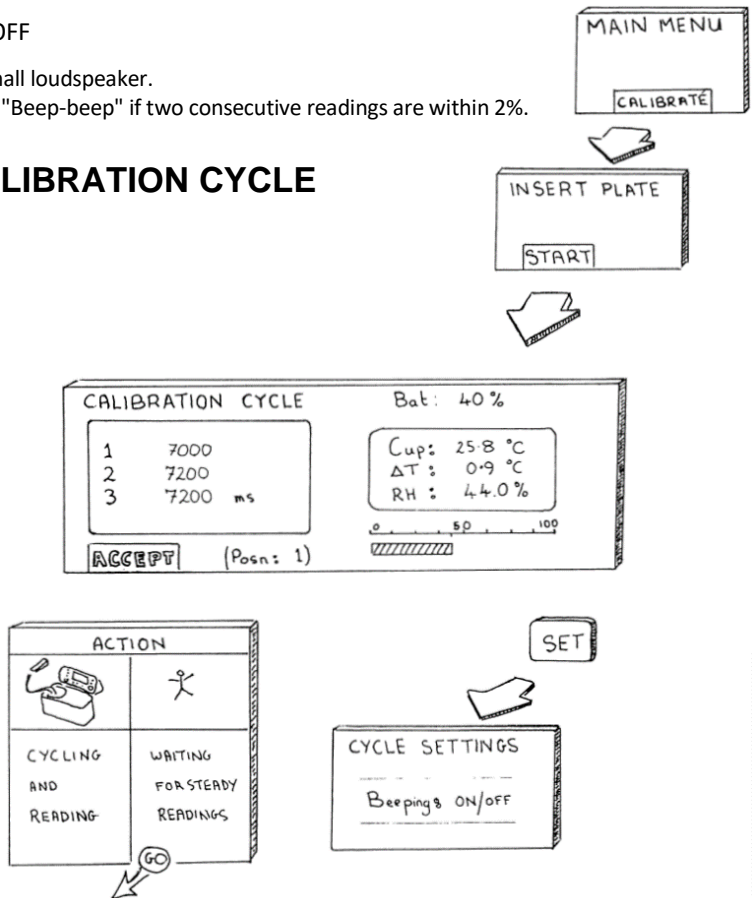 OFF
all loudspeaker.
"Beep-beep" if two consecutive readings are within 2%.
LIBRATION CYCLE
MAIN MENU
CALIBRATE
INSERT PLATE
START
CALIBRATION CYCLE
Bat: 40 %
1 7000
2 7200
3 7200 ms
Cup: 25.8 °C
ΔT: 0.9 °C
RH: 44.0 %
0 50 100
ACCEPT (Posn: 1)
SET
ACTION
CYCLING
AND
READING
WAITING
FOR STEADY
READINGS
GO
CYCLE SETTINGS
Beepings ON/OFF